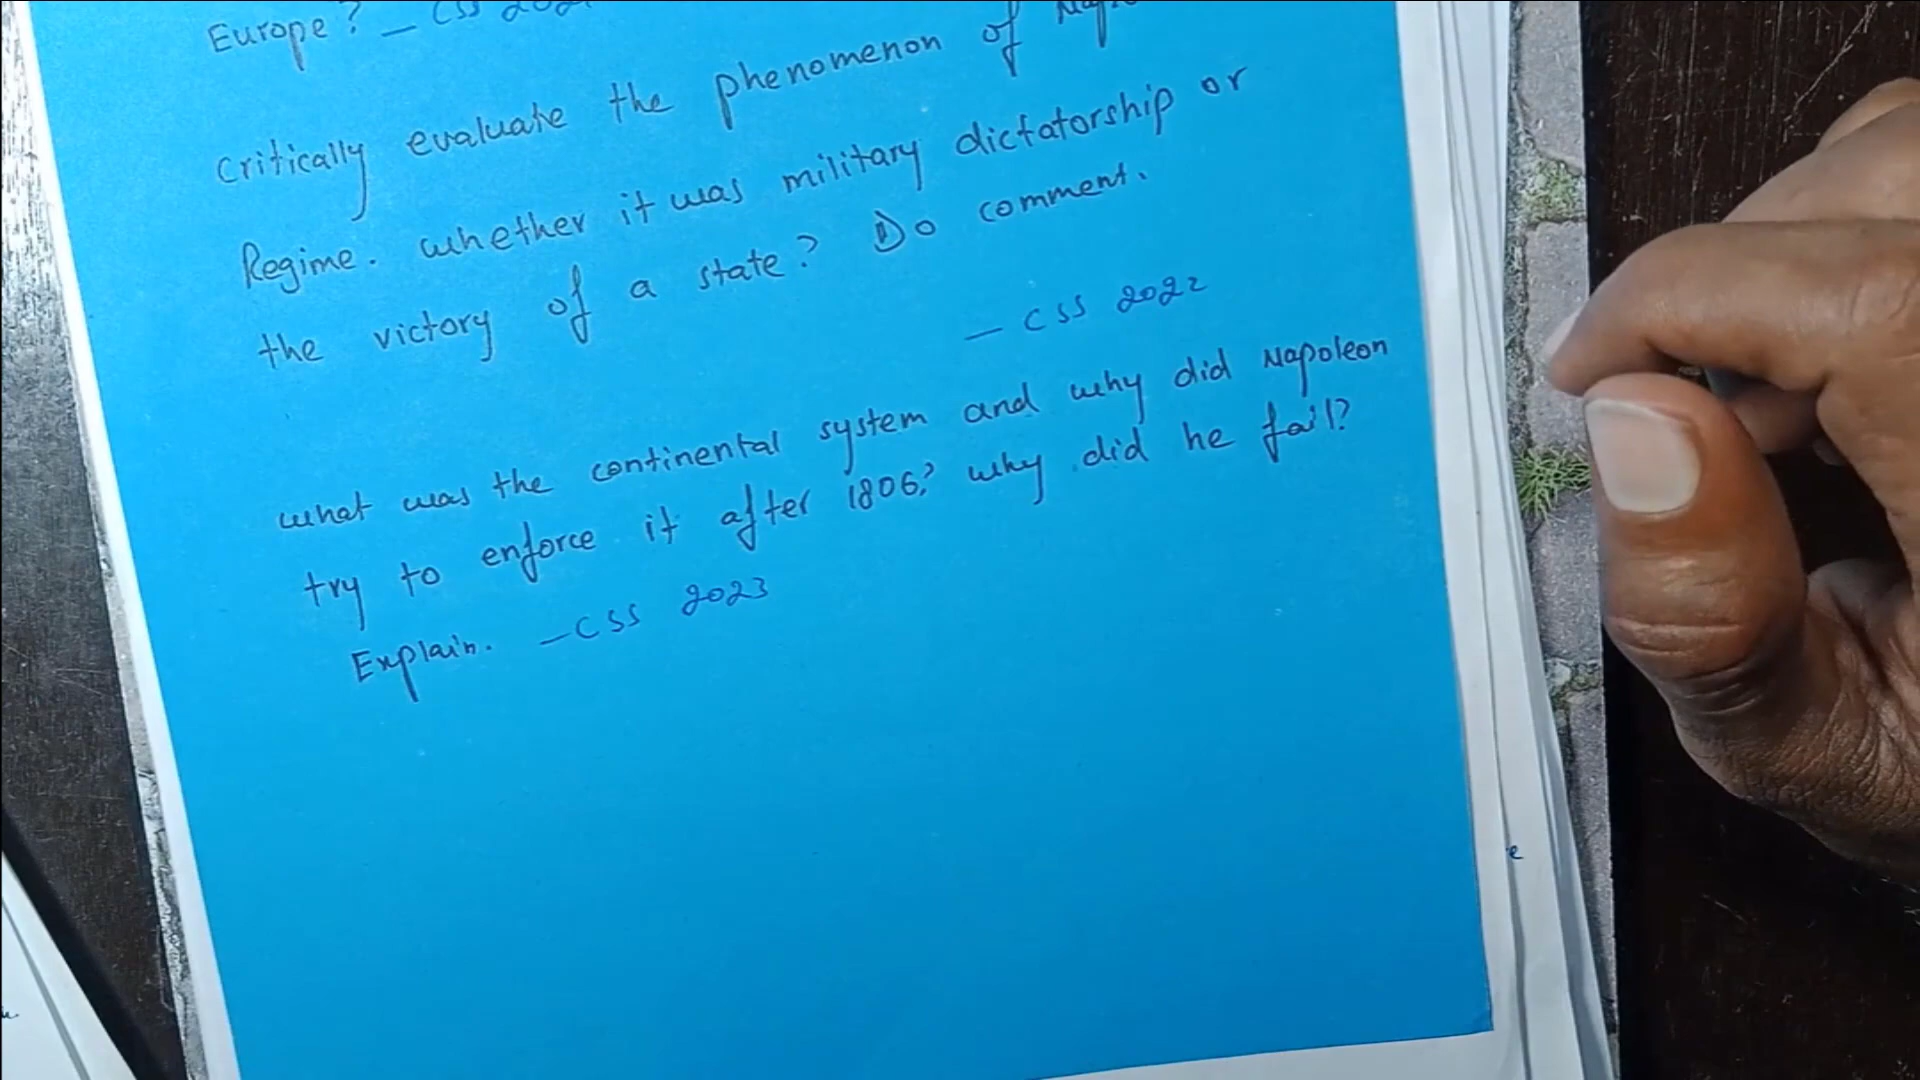 Europe? _ CSS
critically evaluate the phenomenon of
Regime. whether it was military dictatorship or
the victory of a state? Do comment.
_ CSS 2022
what was the continental system and why did Napoleon
try to enforce it after 1806? why did he fail?
Explain. _CSS 2023
e